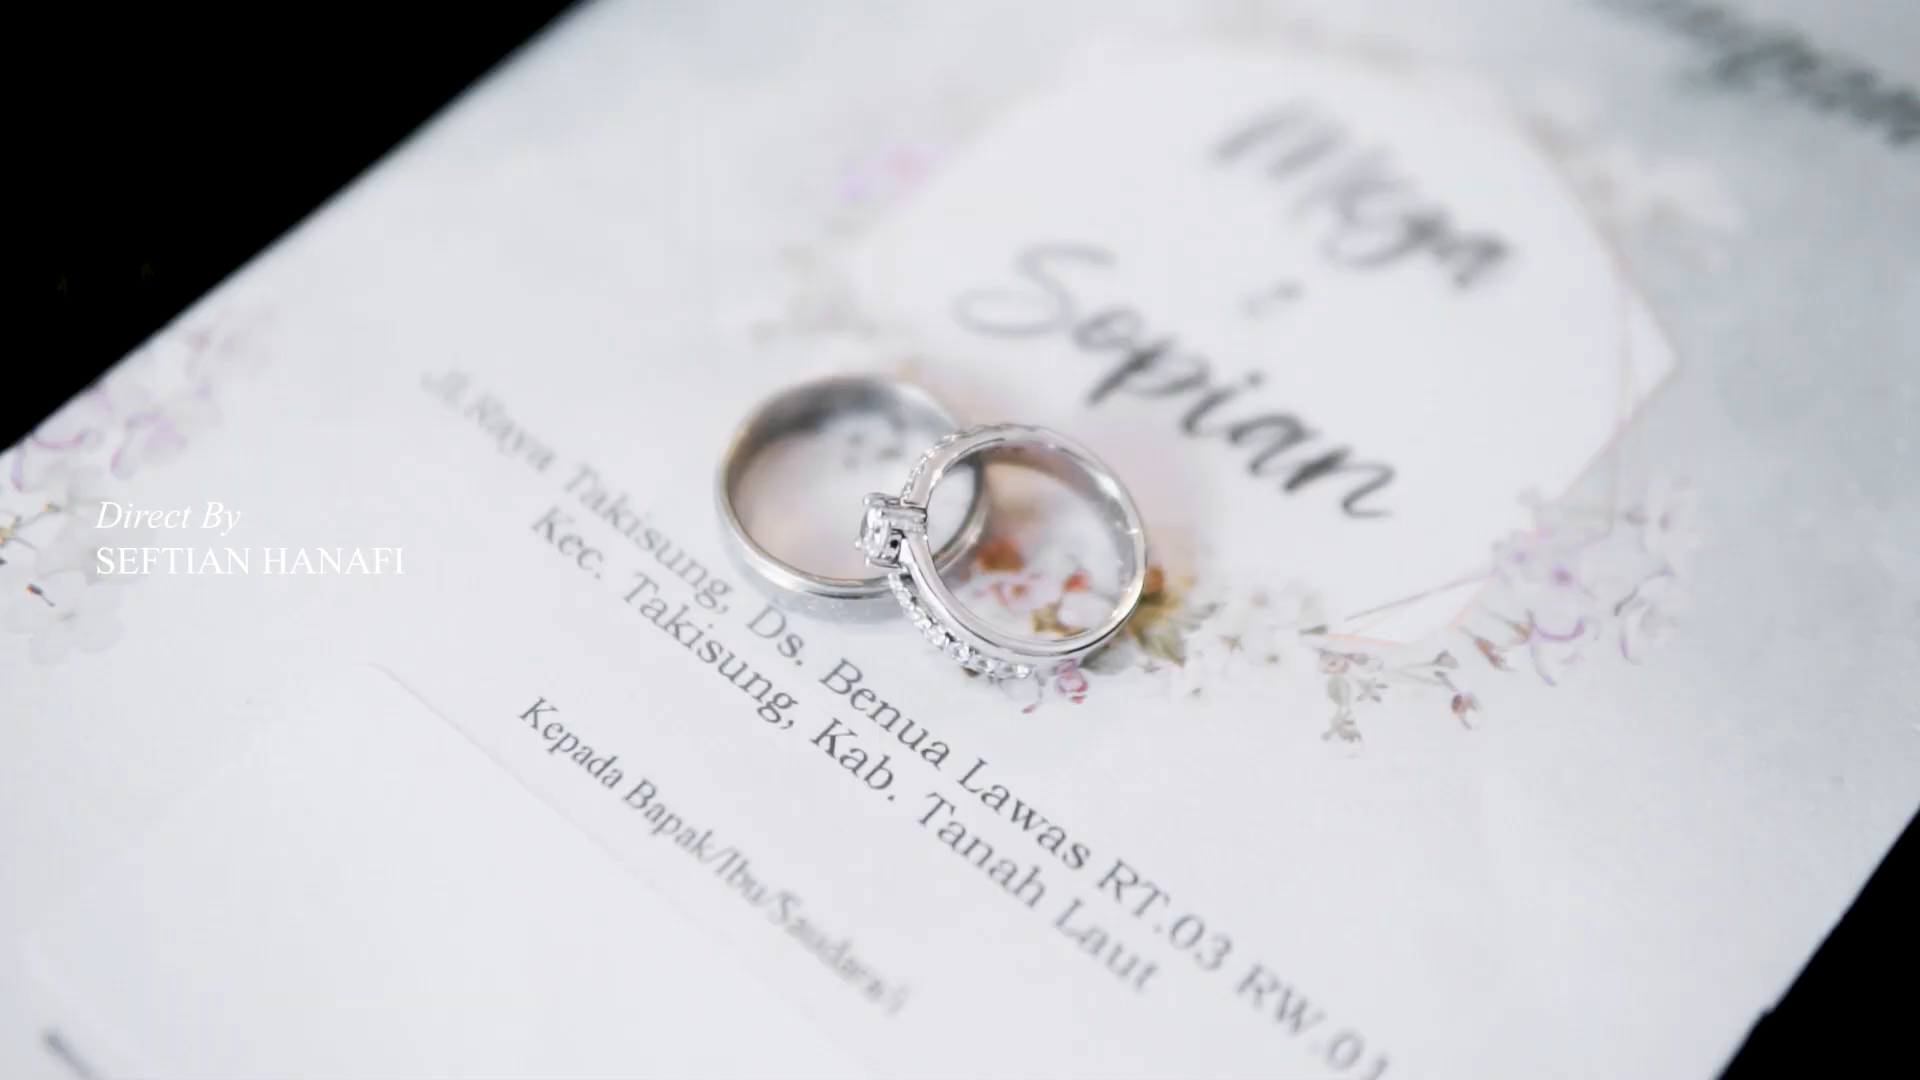 Sopian
Jl.Raya Takisung, Ds. Benua Lawas RT.03 RW.01
Kec. Takisung, Kab. Tanah Laut
Kepada Bapak/Ibu/Saudara/i
Direct By
SEFTIAN HANAFI